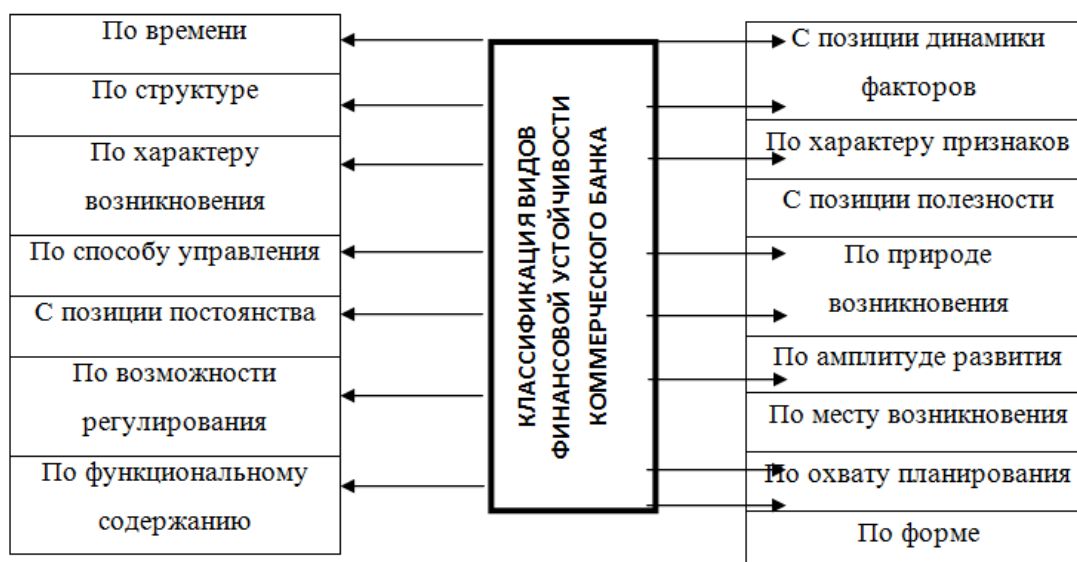 По времени
По структуре
По характеру
возникновения
По способу управления
С позиции постоянства
По возможности
регулирования
По функциональному
содержанию
КЛАССИФИКАЦИЯ ВИДОВ
ФИНАНСОВОЙ УСТОЙЧИВОСТИ
КОММЕРЧЕСКОГО БАНКА
С позиции динамики
факторов
По характеру признаков
С позиции полезности
По природе
возникновения
По амплитуде развития
По месту возникновения
По охвату планирования
По форме